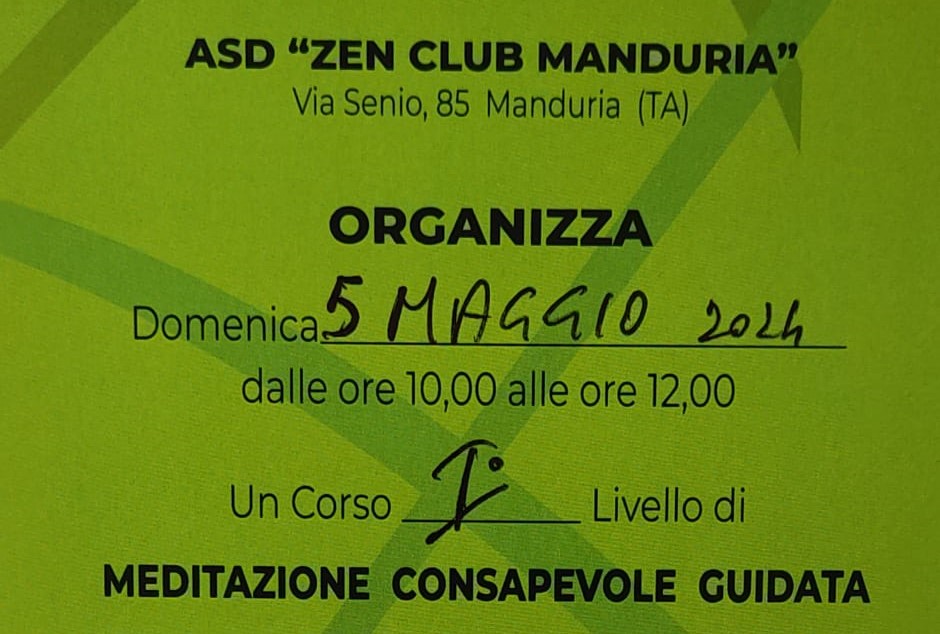 ASD “ZEN CLUB MANDURIA”
Via Senio, 85 Manduria (TA)
ORGANIZZA
Domenica 5 MAGGIO 2024
dalle ore 10,00 alle ore 12,00
Un Corso I° Livello di
MEDITAZIONE CONSAPEVOLE GUIDATA